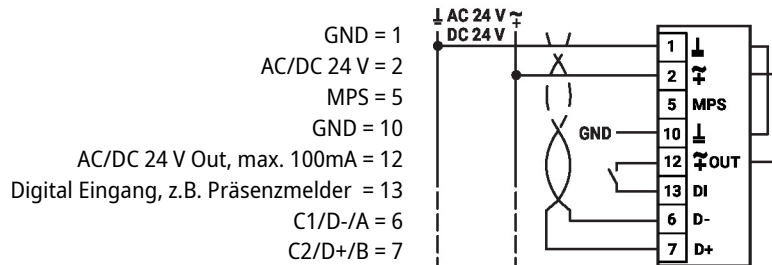 GND = 1
AC/DC 24 V = 2
MPS = 5
GND = 10
AC/DC 24 V Out, max. 100mA = 12
Digital Eingang, z.B. Präsenzmelder = 13
C1/D-/A = 6
C2/D+/B = 7
AC 24 V
DC 24 V
GND
1
2
5 MPS
10
12 OUT
13 DI
6 D-
7 D+